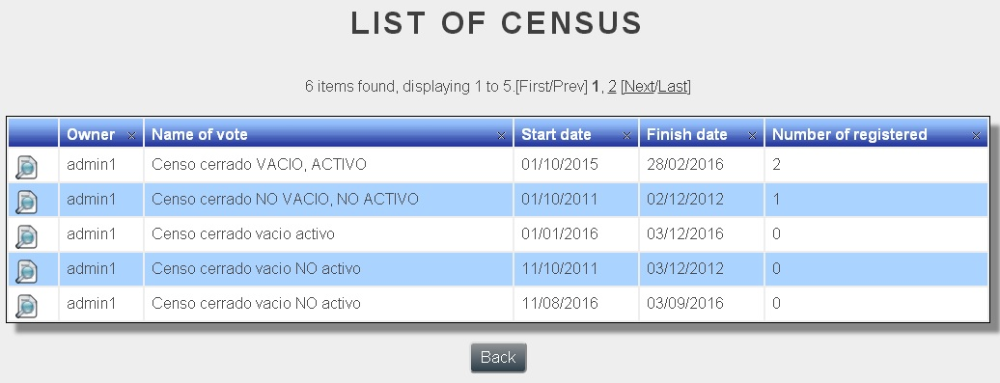 LIST OF CENSUS
6 items found, displaying 1 to 5.[First/Prev] 1, 2 [Next/Last]
Owner Name of vote Start date Finish date Number of registered
admin1 Censo cerrado VACIO, ACTIVO 01/10/2015 28/02/2016 2
admin1 Censo cerrado NO VACIO, NO ACTIVO 01/10/2011 02/12/2012 1
admin1 Censo cerrado vacio activo 01/01/2016 03/12/2016 0
admin1 Censo cerrado vacio NO activo 11/10/2011 03/12/2012 0
admin1 Censo cerrado vacio NO activo 11/08/2016 03/09/2016 0
Back